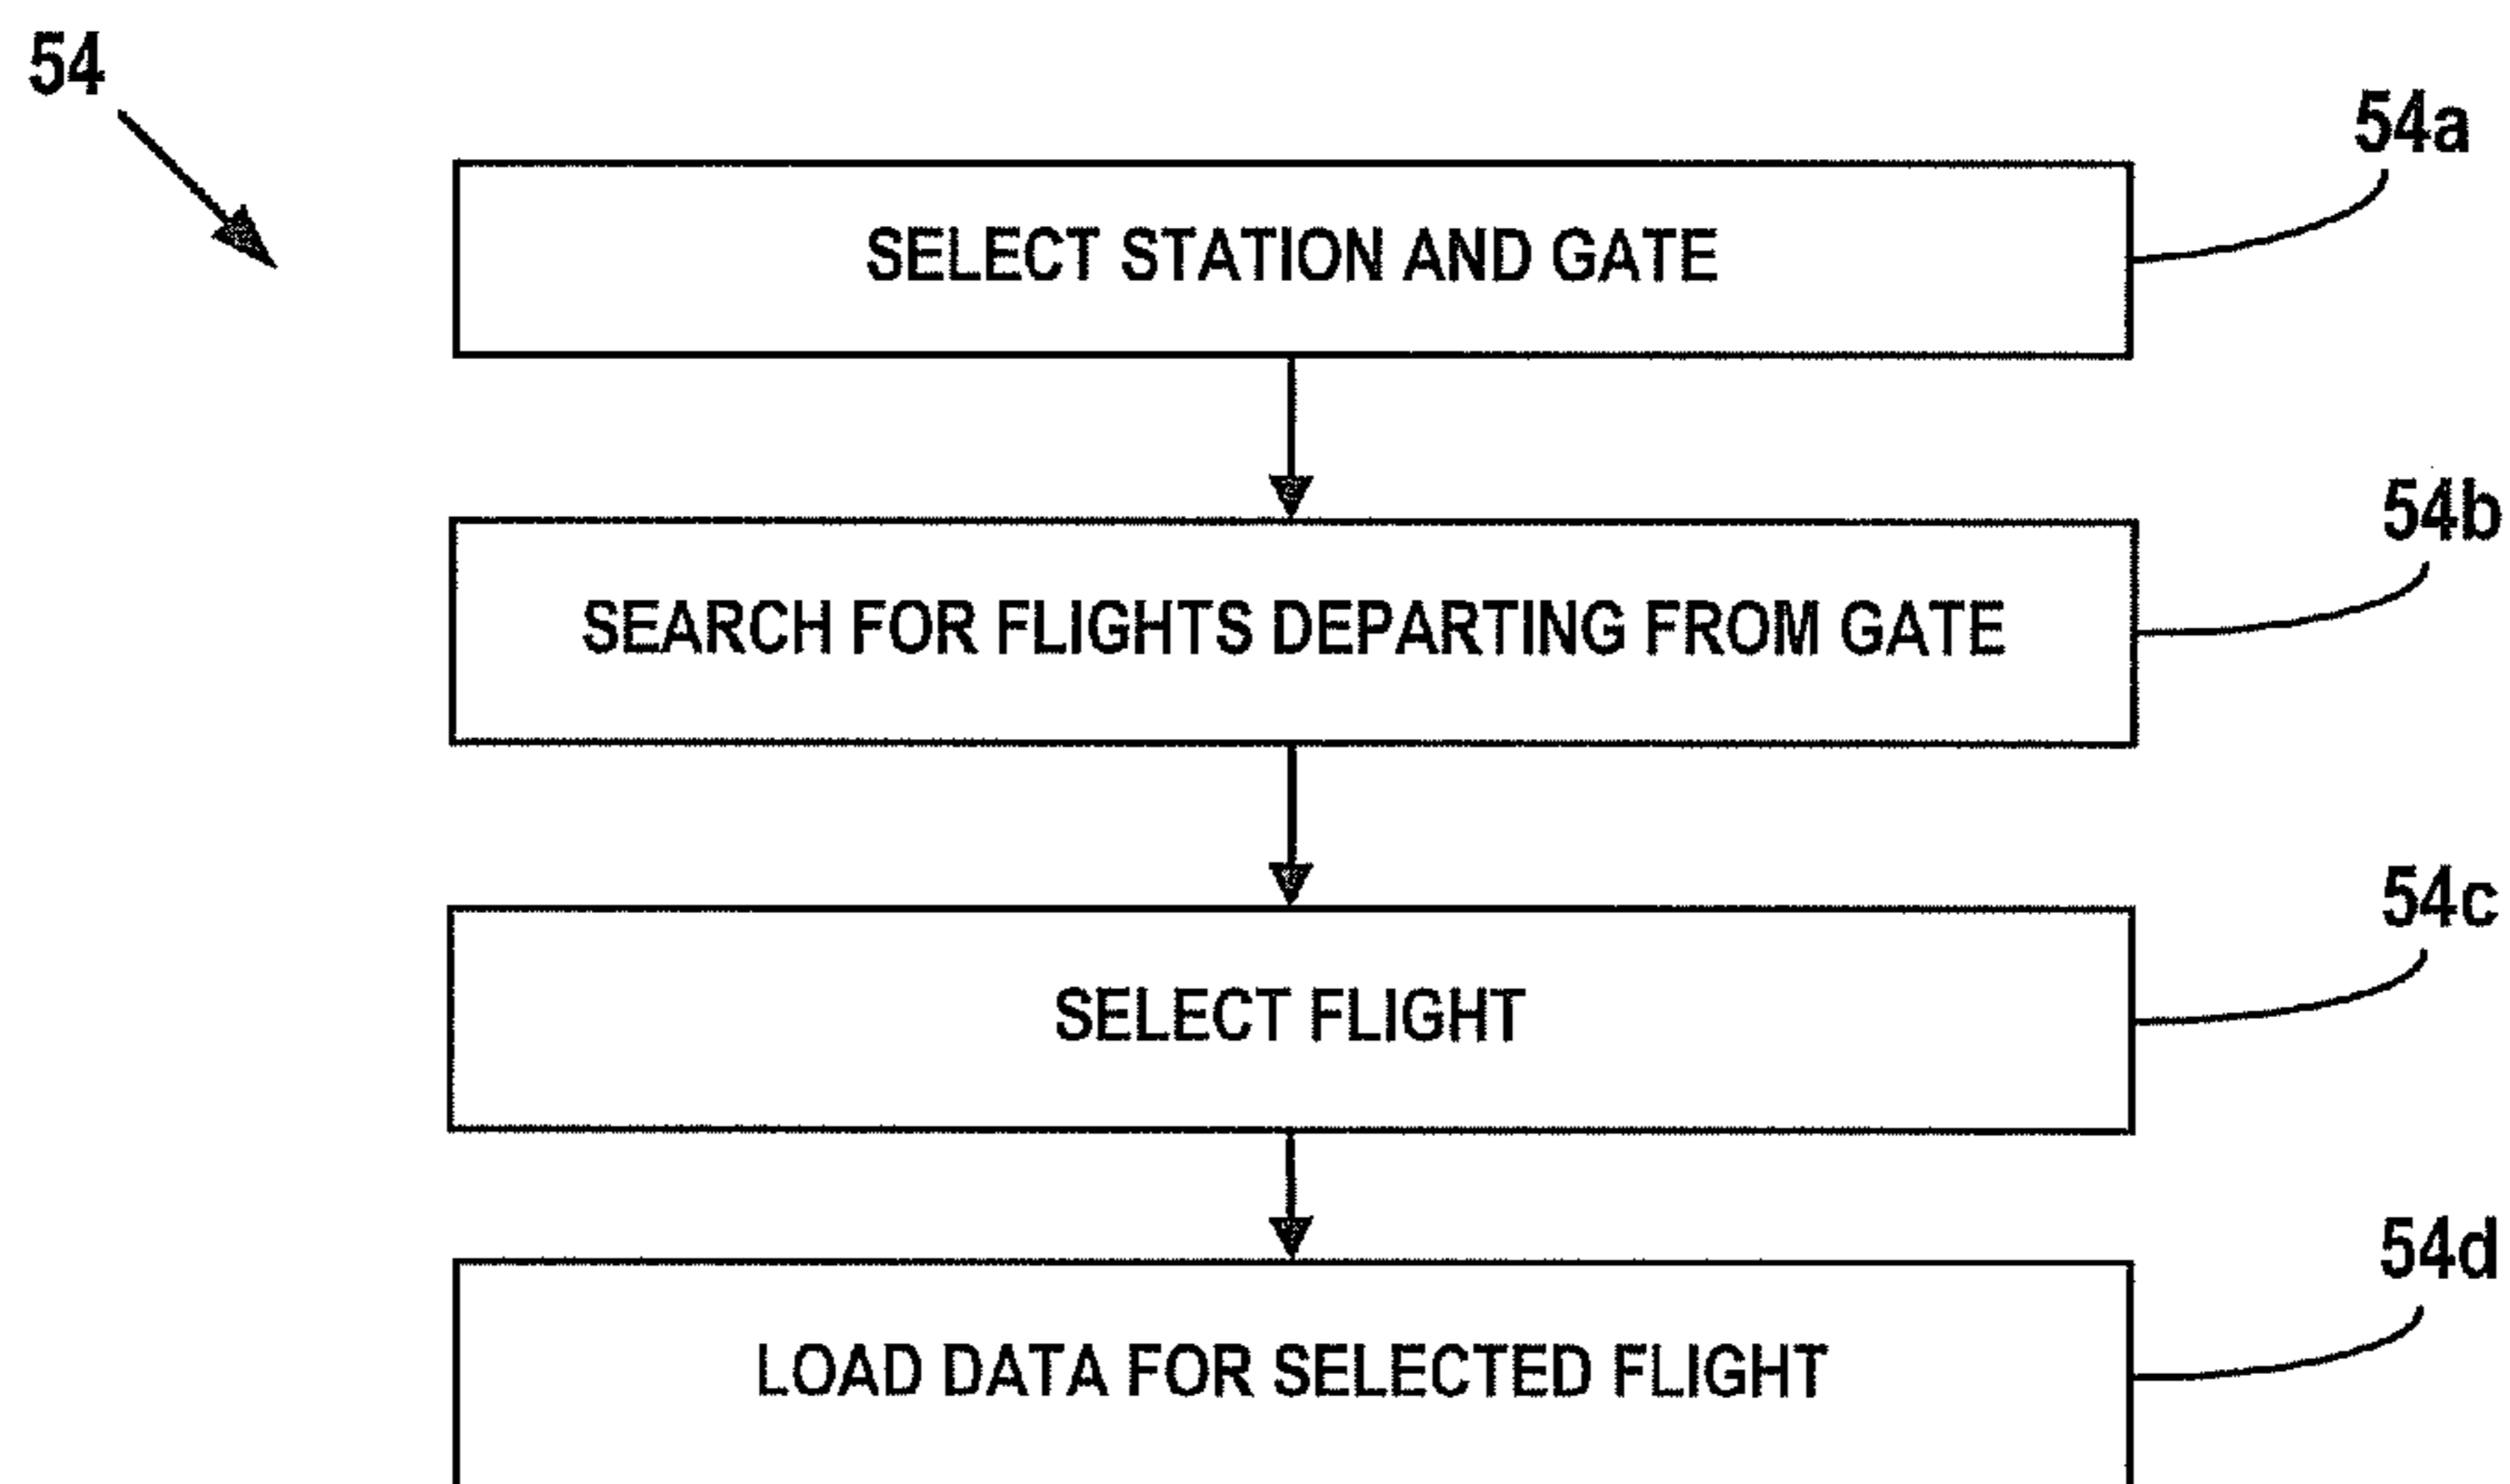 54
54a
SELECT STATION AND GATE
54b
SEARCH FOR FLIGHTS DEPARTING FROM GATE
54c
SELECT FLIGHT
54d
LOAD DATA FOR SELECTED FLIGHT